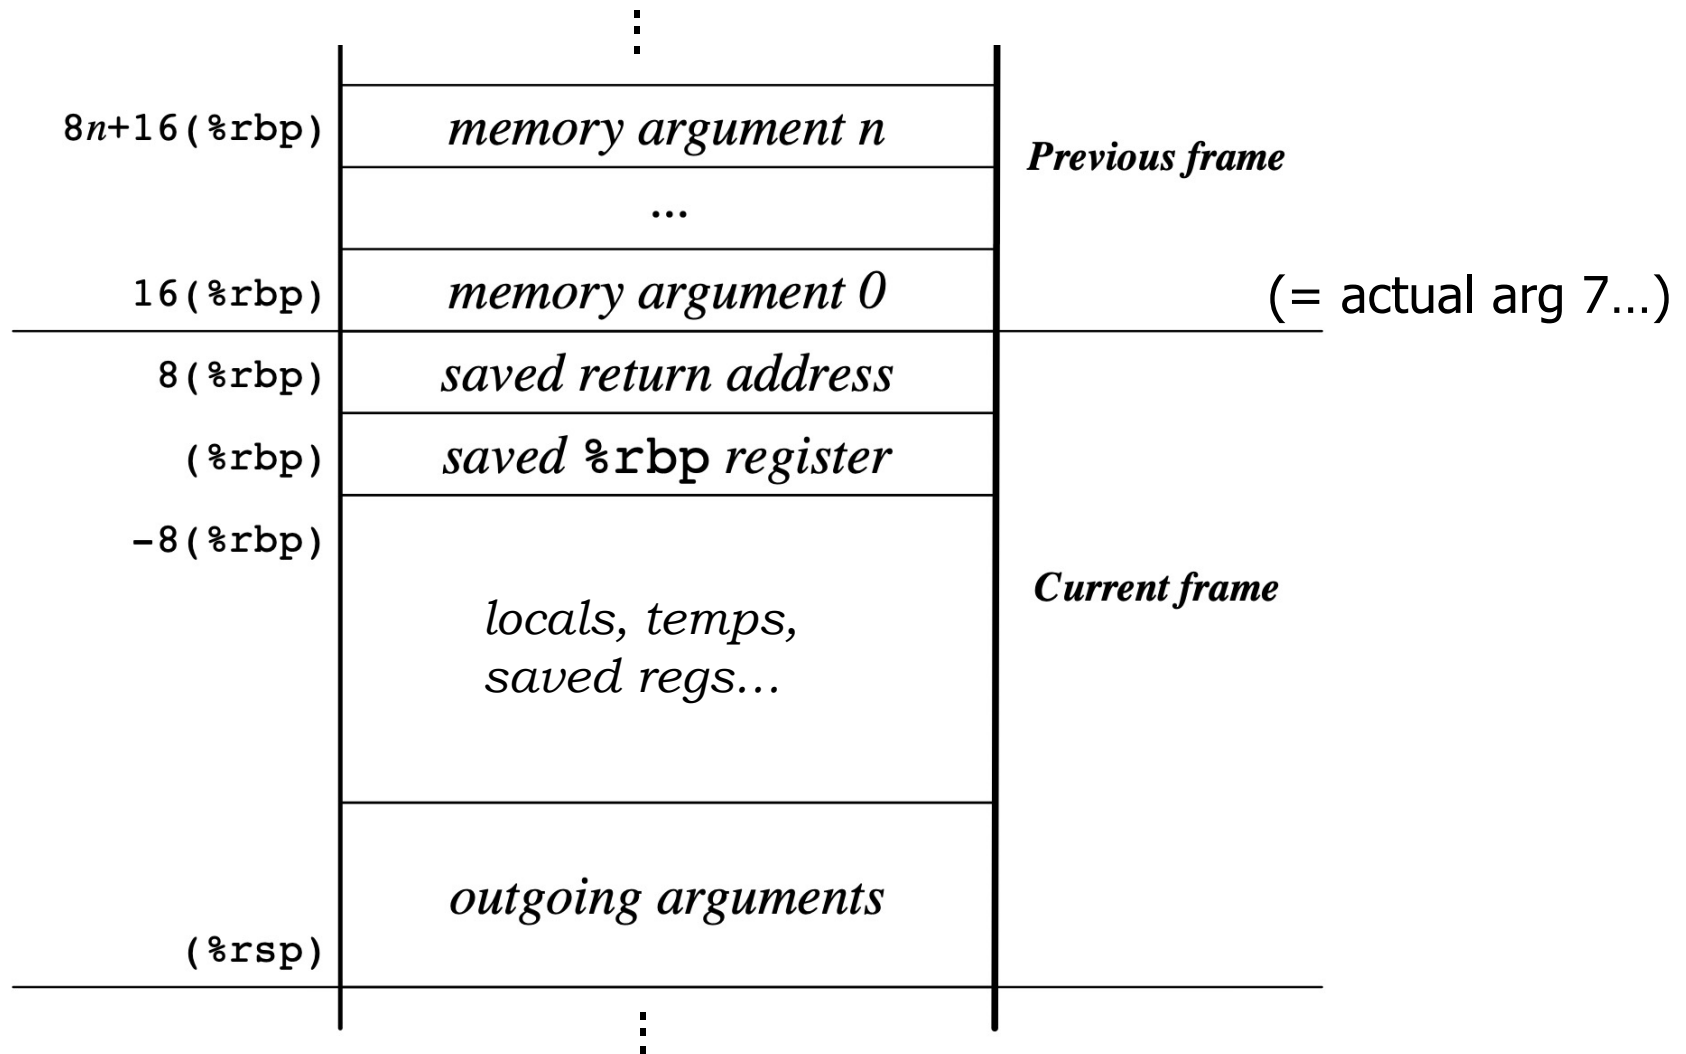 8n+16(%rbp)
memory argument n
Previous frame
...
16(%rbp)
memory argument 0
(= actual arg 7...)
8(%rbp)
saved return address
(%rbp)
saved %rbp register
-8(%rbp)
Current frame
locals, temps,
saved regs...
outgoing arguments
(%rsp)